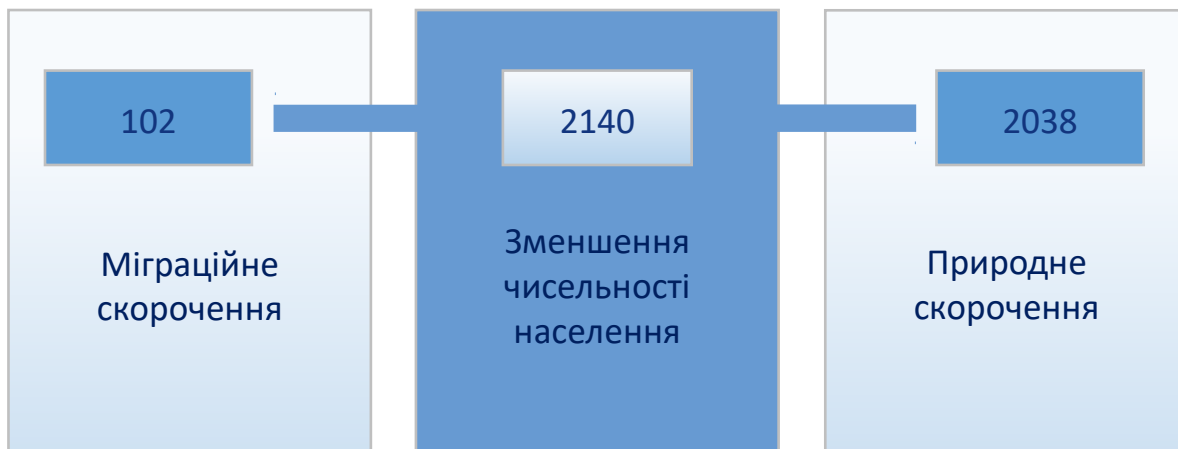 102
Міграційне
скорочення
2140
Зменшення
чисельності
населення
2038
Природне
скорочення